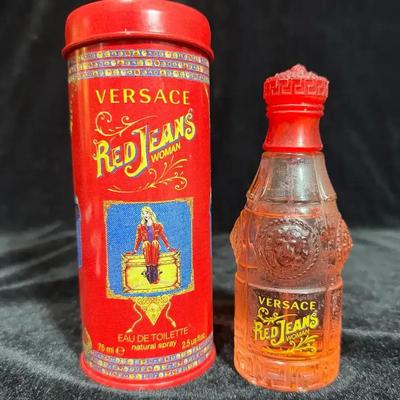 VERSACE
RED JEANS
WOMAN
EAU DE TOILETTE
75 ml e natural spray 2.5 us fl.oz.
VERSACE
RED JEANS
WOMAN